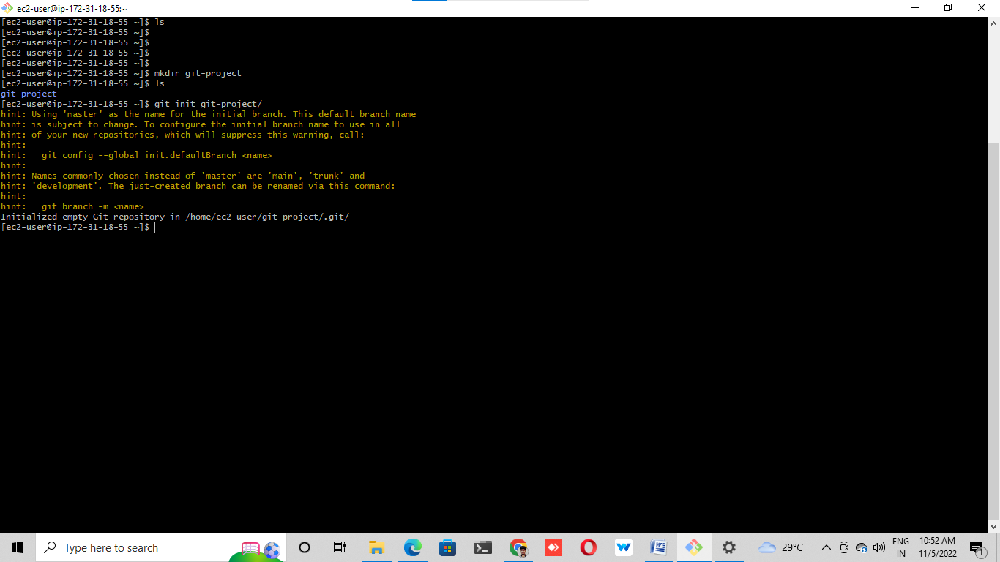 ec2-user@ip-172-31-18-55:~
[ec2-user@ip-172-31-18-55 ~]$ ls
[ec2-user@ip-172-31-18-55 ~]$
[ec2-user@ip-172-31-18-55 ~]$
[ec2-user@ip-172-31-18-55 ~]$
[ec2-user@ip-172-31-18-55 ~]$
[ec2-user@ip-172-31-18-55 ~]$ mkdir git-project
[ec2-user@ip-172-31-18-55 ~]$ ls
git-project
[ec2-user@ip-172-31-18-55 ~]$ git init git-project/
hint: Using 'master' as the name for the initial branch. This default branch name
hint: is subject to change. To configure the initial branch name to use in all
hint: of your new repositories, which will suppress this warning, call:
hint:
hint:   git config --global init.defaultBranch <name>
hint:
hint: Names commonly chosen instead of 'master' are 'main', 'trunk' and
hint: 'development'. The just-created branch can be renamed via this command:
hint:
hint:   git branch -m <name>
Initialized empty Git repository in /home/ec2-user/git-project/.git/
[ec2-user@ip-172-31-18-55 ~]$
Type here to search
29°C
ENG
IN
10:52 AM
11/5/2022
1